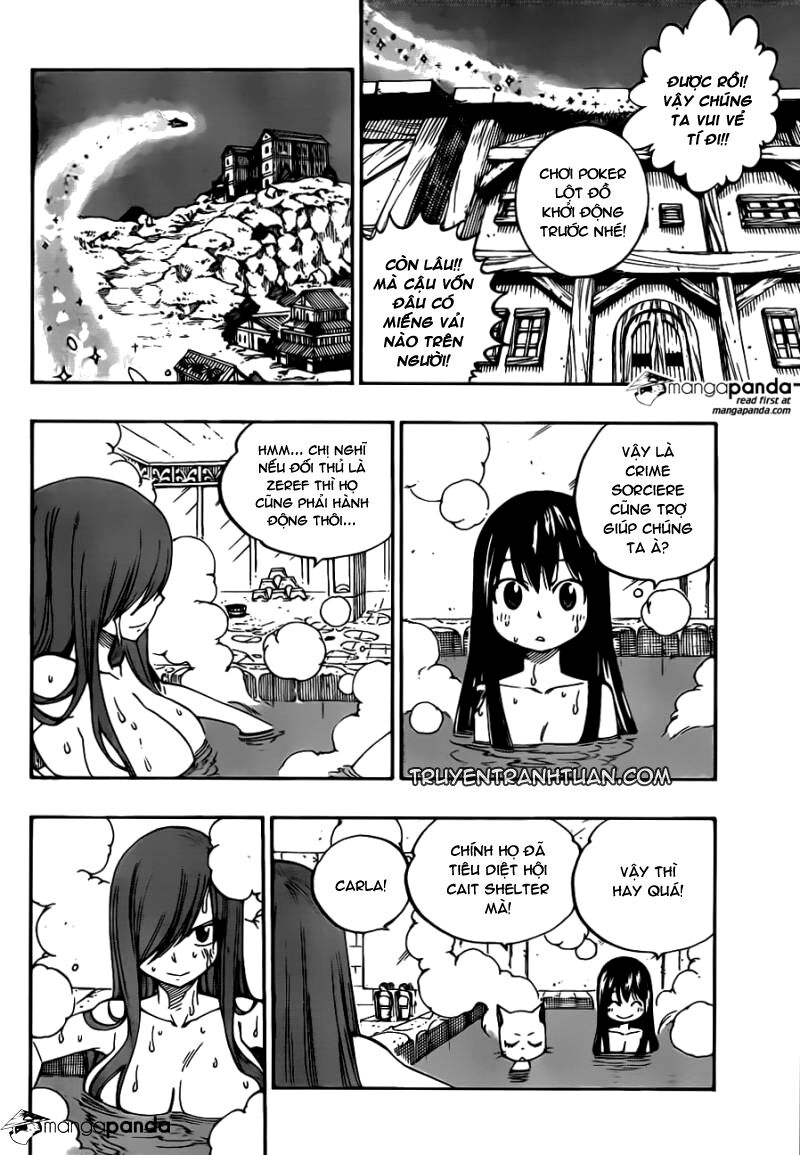 ĐƯỢC RỒI!
VẬY CHÚNG
TA VUI VẺ
TÍ ĐI!!
CHƠI POKER
LỘT ĐỒ
KHỞI ĐỘNG
TRƯỚC NHÉ!
CÒN LÂU!!
MÀ CẬU VỐN
ĐÂU CÓ
MIẾNG VẢI
NÀO TRÊN
NGƯỜI!
mangapanda
read first at
mangapanda.com
VẬY LÀ
CRIME
SORCIERE
CŨNG TRỢ
GIÚP CHÚNG
TA À?
HMM... CHỊ NGHĨ
NẾU ĐỐI THỦ LÀ
ZEREF THÌ HỌ
CŨNG PHẢI HÀNH
ĐỘNG THÔI...
TRUYENTRANHTUAN.COM
VẬY THÌ
HAY QUÁ!
CHÍNH HỌ ĐÃ
TIÊU DIỆT HỘI
CAIT SHELTER
MÀ!
CARLA!
mangapanda